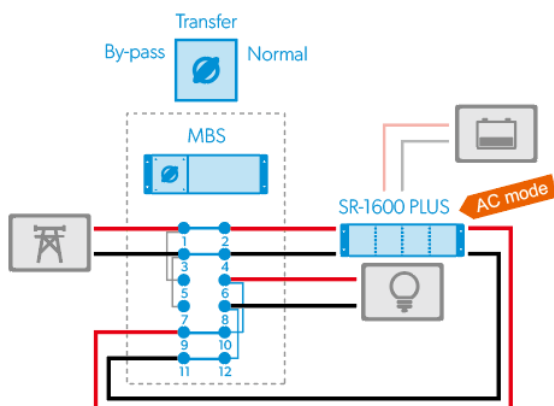 Transfer
By-pass Normal
MBS
SR-1600 PLUS
AC mode
1 2
3 4
5 6
7 8
9 10
11 12